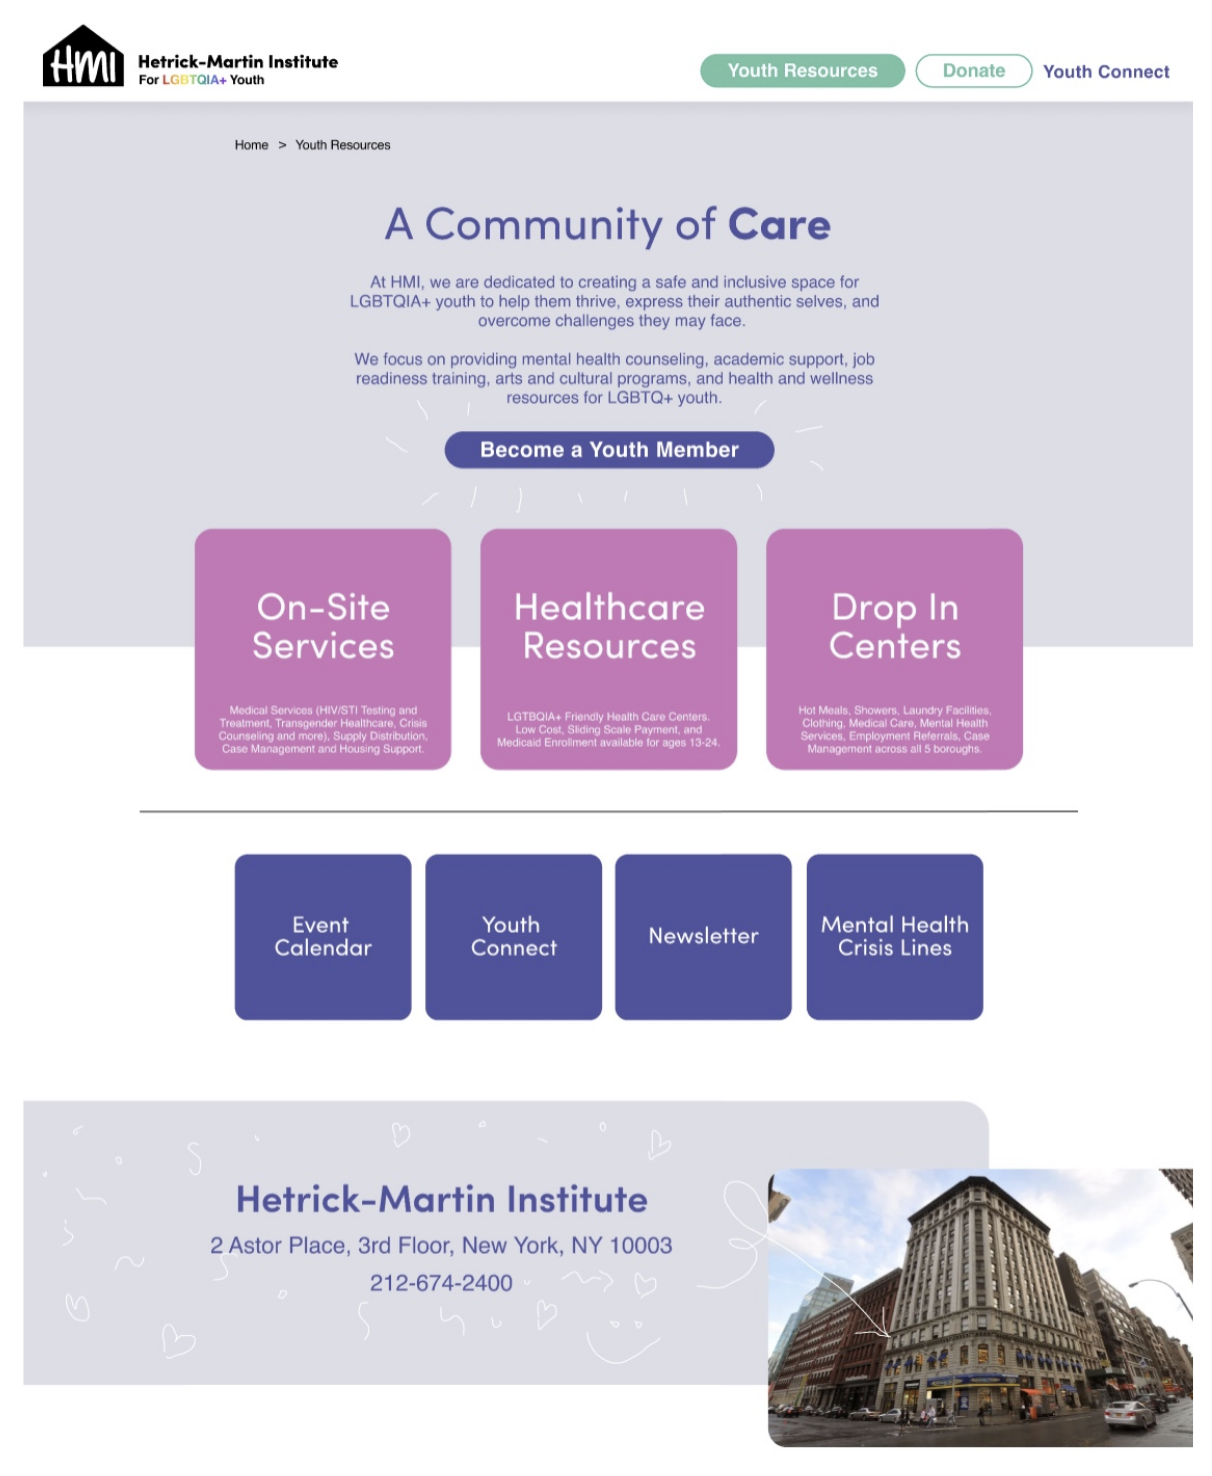 HMI
Hetrick-Martin Institute
For LGBTQIA+ Youth
Youth Resources
Donate
Youth Connect
Home > Youth Resources
A Community of Care
At HMI, we are dedicated to creating a safe and inclusive space for
LGBTQIA+ youth to help them thrive, express their authentic selves, and
overcome challenges they may face.
We focus on providing mental health counseling, academic support, job
readiness training, arts and cultural programs, and health and wellness
resources for LGBTQ+ youth.
Become a Youth Member
On-Site
Services
Medical Services (HIV/STI Testing and
Treatment, Transgender Healthcare, Crisis
Counseling and more), Supply Distribution,
Case Management and Housing Support.
Healthcare
Resources
LGTBQIA+ Friendly Health Care Centers.
Low Cost, Sliding Scale Payment, and
Medicaid Enrollment available for ages 13-24.
Drop In
Centers
Hot Meals, Showers, Laundry Facilities,
Clothing, Medical Care, Mental Health
Services, Employment Referrals, Case
Management across all 5 boroughs.
Event
Calendar
Youth
Connect
Newsletter
Mental Health
Crisis Lines
Hetrick-Martin Institute
2 Astor Place, 3rd Floor, New York, NY 10003
212-674-2400